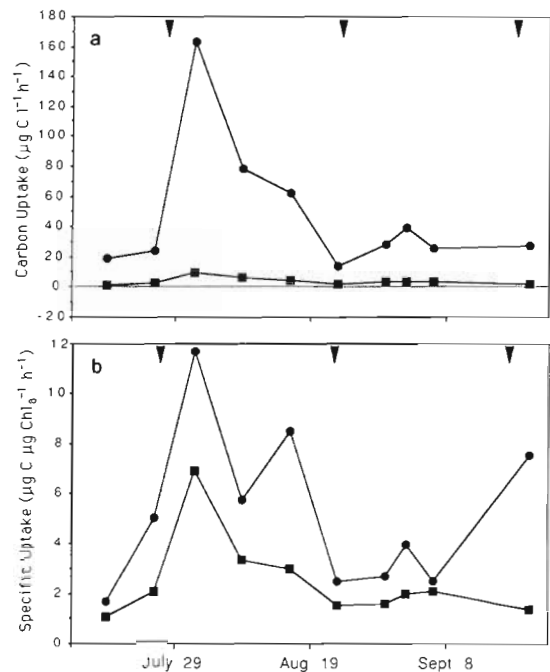 a
180
160
140
120
100
80
60
40
20
0
-20
Carbon Uptake (µg C l⁻¹ h⁻¹)
b
12
10
8
6
4
2
0
Specific Uptake (µg C µg Chlₐ⁻¹ h⁻¹)
July 29
Aug 19
Sept 8